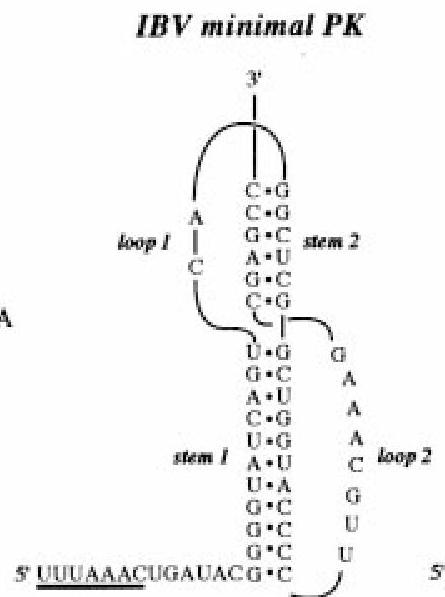 IBV minimal PK
3'
C•G
A
C•G
loop 1
G•C
stem 2
A•U
C
G•C
C•G
A
U•G
G
G•C
A
A•U
A
C•G
A
U•G
stem 1
A•U
C
loop 2
U•A
G
G•C
G•C
U
G•C
U
5' UUUAAACUGAUACG•C
5'